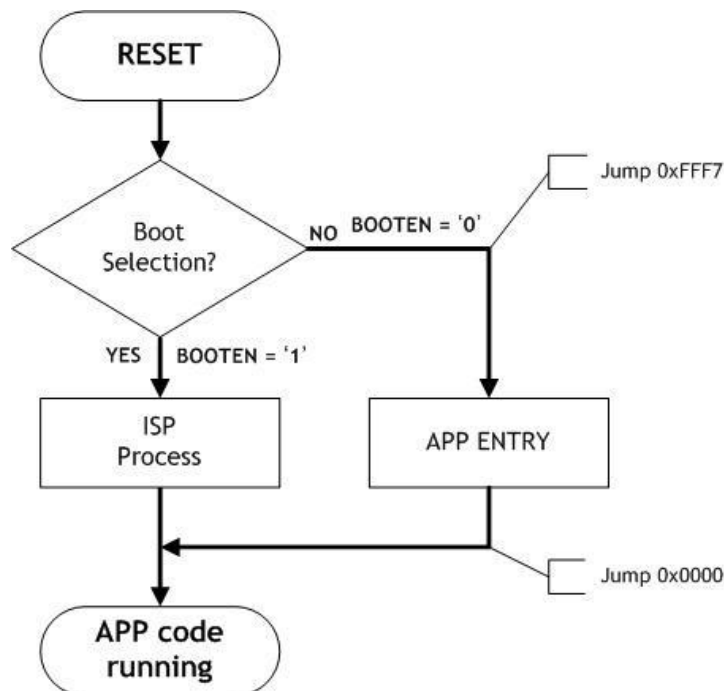 RESET
Jump 0xFFF7
Boot
Selection?
NO BOOTEN = ‘0’
YES BOOTEN = ‘1’
ISP
Process
APP ENTRY
Jump 0x0000
APP code
running